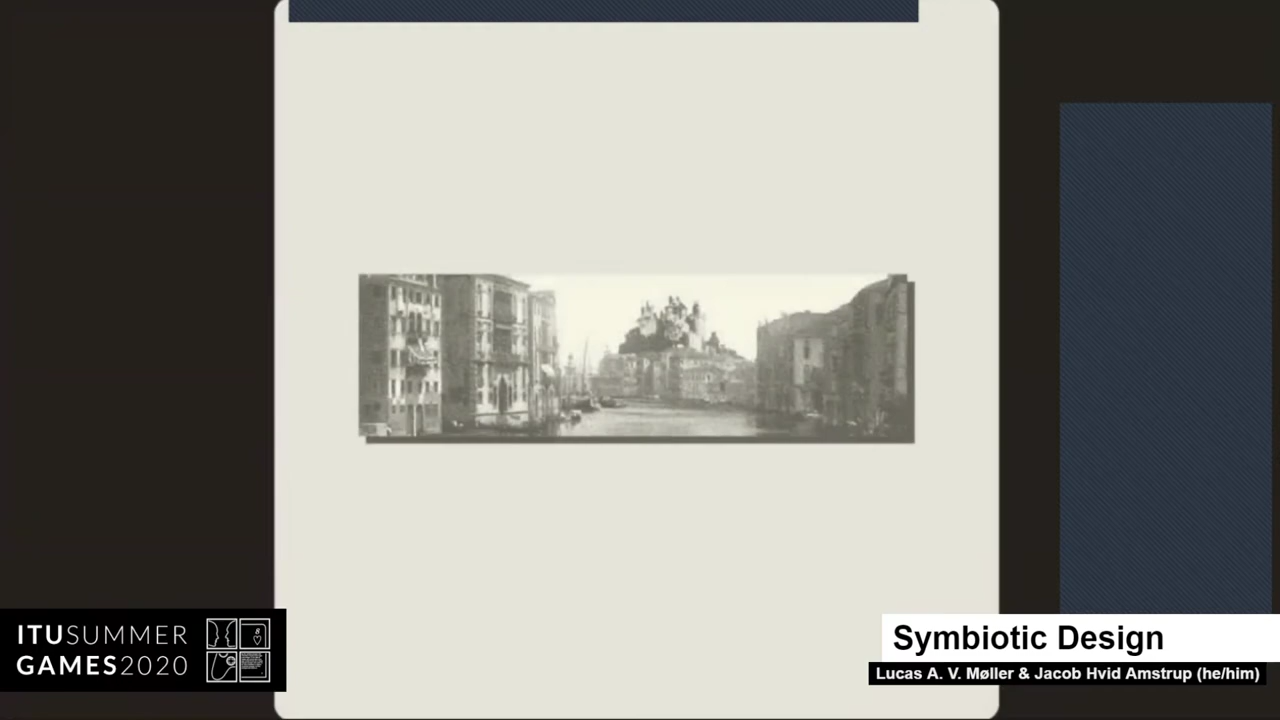 ITUSUMMER
GAMES2020
Symbiotic Design
Lucas A. V. Møller & Jacob Hvid Amstrup (he/him)